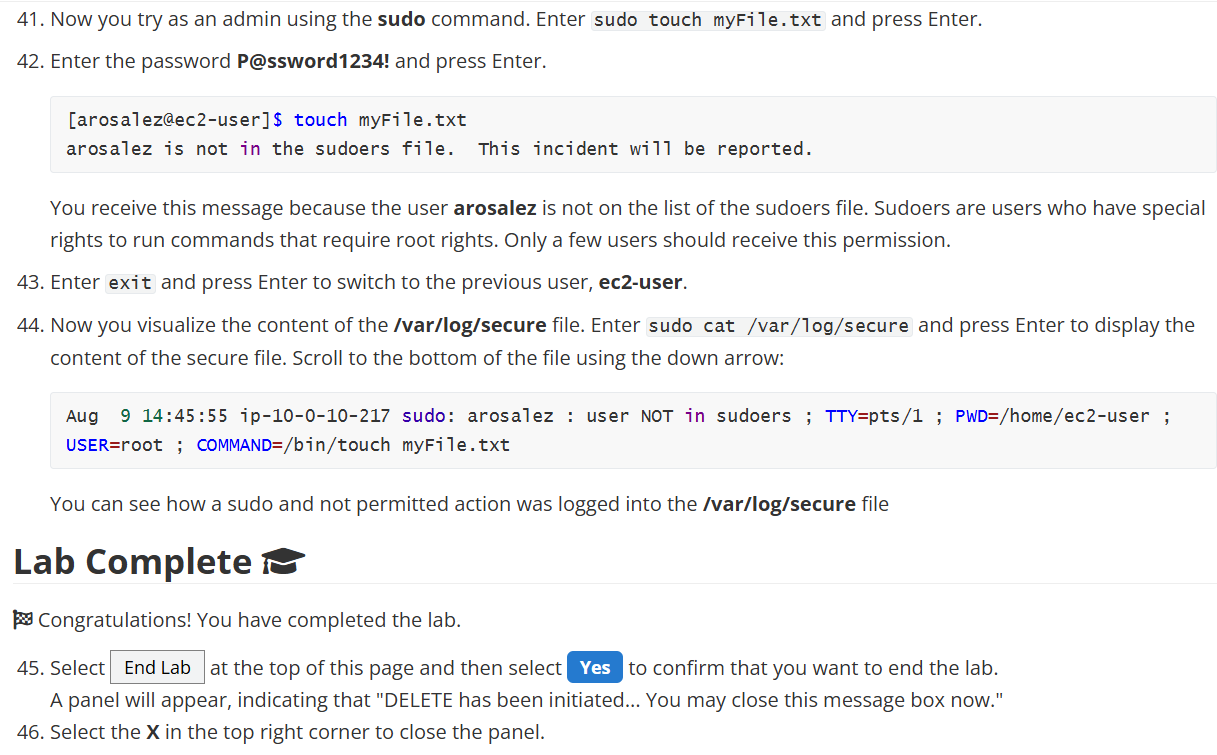 41. Now you try as an admin using the sudo command. Enter sudo touch myFile.txt and press Enter.
42. Enter the password P@ssword1234! and press Enter.
[arosalez@ec2-user]$ touch myFile.txt
arosalez is not in the sudoers file.  This incident will be reported.
You receive this message because the user arosalez is not on the list of the sudoers file. Sudoers are users who have special
rights to run commands that require root rights. Only a few users should receive this permission.
43. Enter exit and press Enter to switch to the previous user, ec2-user.
44. Now you visualize the content of the /var/log/secure file. Enter sudo cat /var/log/secure and press Enter to display the
content of the secure file. Scroll to the bottom of the file using the down arrow:
Aug  9 14:45:55 ip-10-0-10-217 sudo: arosalez : user NOT in sudoers ; TTY=pts/1 ; PWD=/home/ec2-user ;
USER=root ; COMMAND=/bin/touch myFile.txt
You can see how a sudo and not permitted action was logged into the /var/log/secure file
Lab Complete
Congratulations! You have completed the lab.
45. Select End Lab at the top of this page and then select Yes to confirm that you want to end the lab.
A panel will appear, indicating that "DELETE has been initiated... You may close this message box now."
46. Select the X in the top right corner to close the panel.